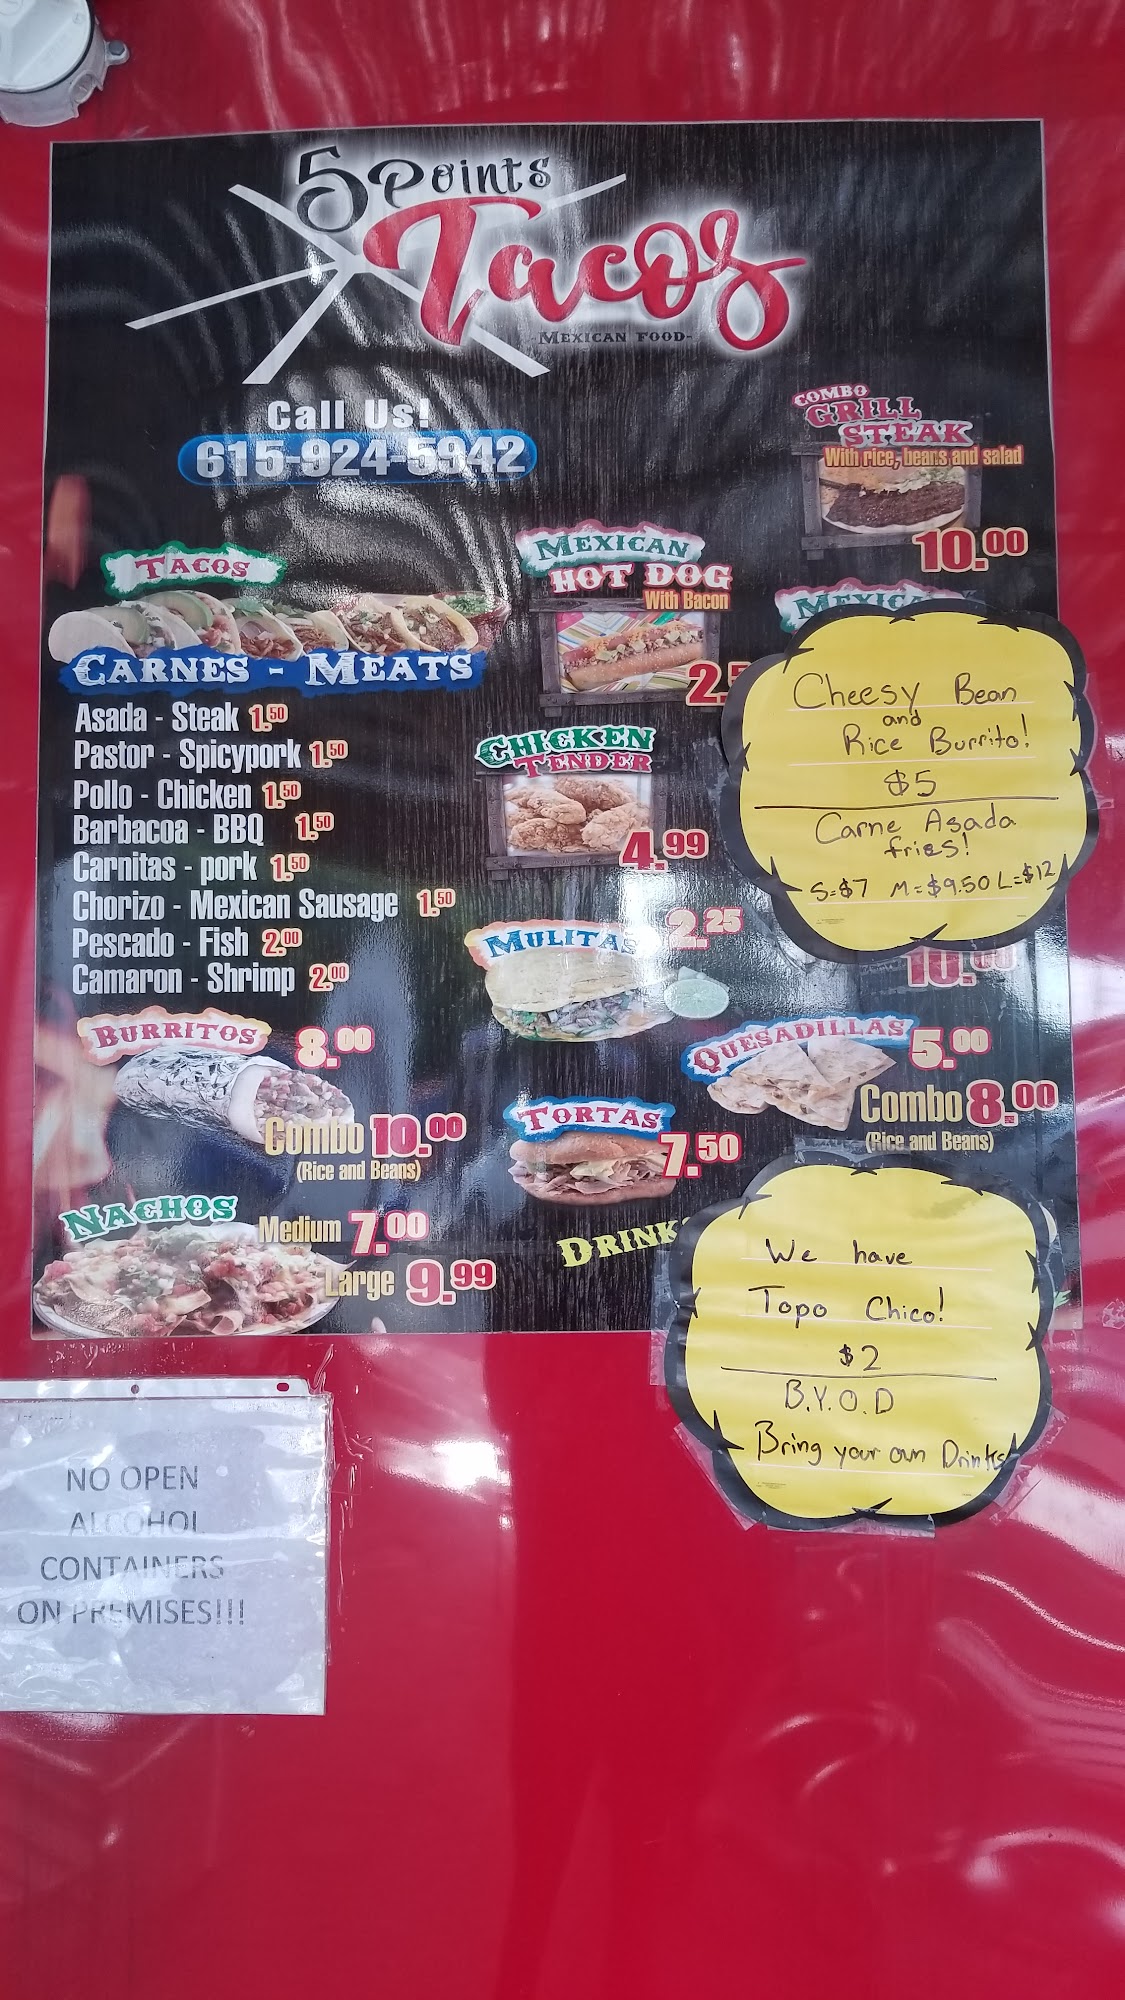 5 Points
Tacos
-MEXICAN FOOD-
Call Us!
615-924-5942
COMBO
GRILL
STEAK
With rice, beans and salad
10.00
TACOS
CARNES - MEATS
Asada - Steak 1.50
Pastor - Spicypork 1.50
Pollo - Chicken 1.50
Barbacoa - BBQ 1.50
Carnitas - pork 1.50
Chorizo - Mexican Sausage 1.50
Pescado - Fish 2.00
Camaron - Shrimp 2.00
MEXICAN
HOT DOG
With Bacon
CHICKEN
TENDER
4.99
MULITAS 2.25
Cheesy Bean
and
Rice Burrito!
$5
Carne Asada
fries!
S=$7 M=$9.50 L=$12
10.00
BURRITOS 8.00
Combo 10.00
(Rice and Beans)
QUESADILLAS 5.00
Combo 8.00
(Rice and Beans)
TORTAS
7.50
NACHOS
Medium 7.00
Large 9.99
DRINK
We have
Topo Chico!
$2
B.Y.O.D
Bring your own Drinks
NO OPEN
ALCOHOL
CONTAINERS
ON PREMISES!!!